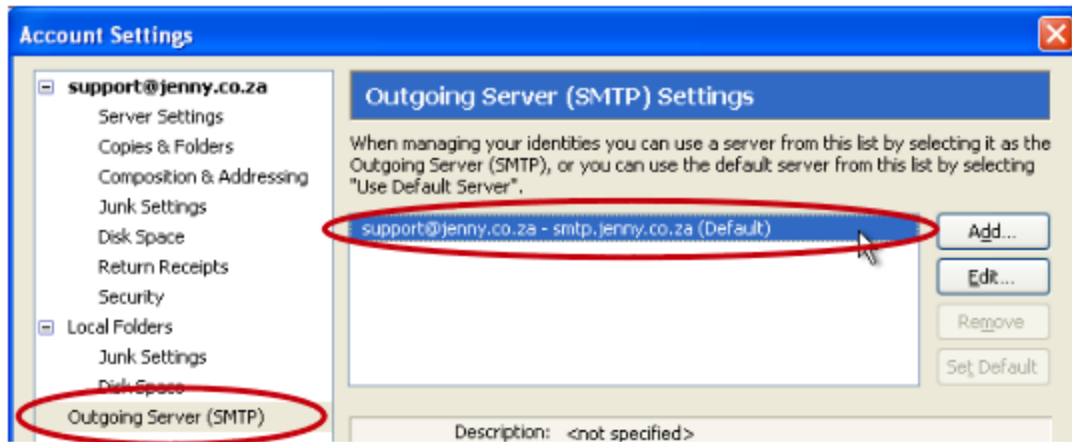 Account Settings
support@jenny.co.za
Server Settings
Copies & Folders
Composition & Addressing
Junk Settings
Disk Space
Return Receipts
Security
Local Folders
Junk Settings
Disk Space
Outgoing Server (SMTP)
Outgoing Server (SMTP) Settings
When managing your identities you can use a server from this list by selecting it as the
Outgoing Server (SMTP), or you can use the default server from this list by selecting
"Use Default Server".
support@jenny.co.za - smtp.jenny.co.za (Default)
Add...
Edit...
Remove
Set Default
Description: <not specified>